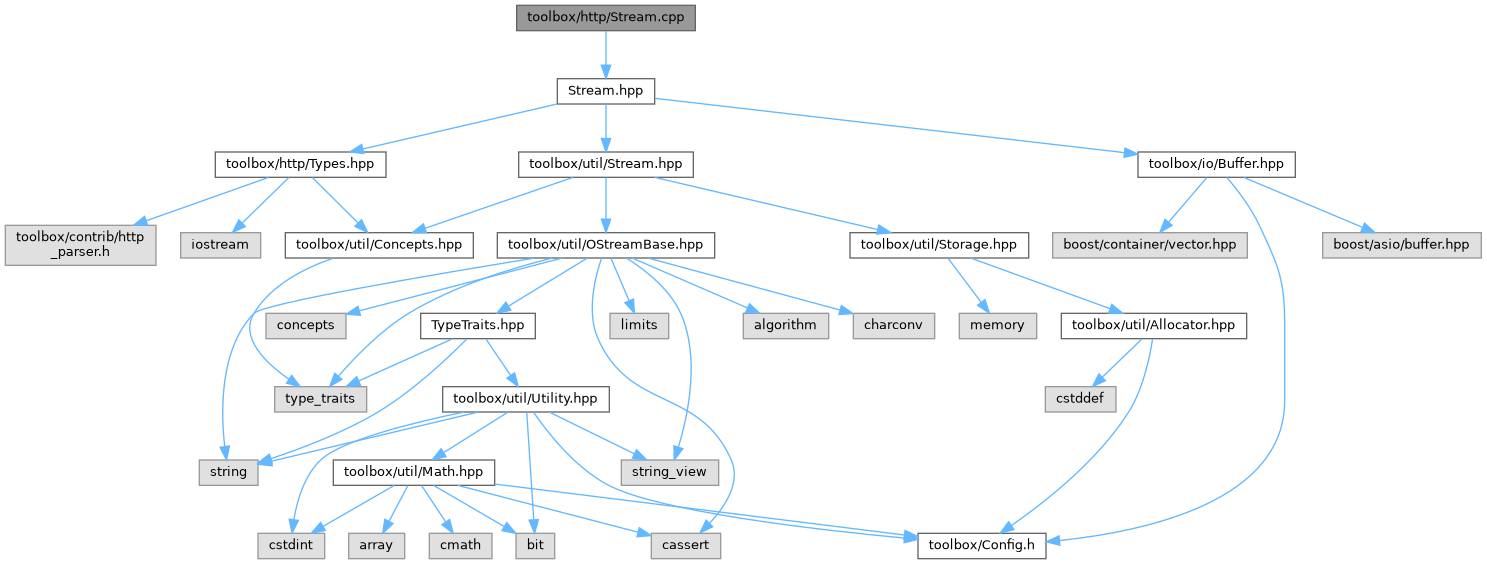 toolbox/http/Stream.cpp
Stream.hpp
toolbox/http/Types.hpp
toolbox/util/Stream.hpp
toolbox/io/Buffer.hpp
toolbox/contrib/http
_parser.h
iostream
toolbox/util/Concepts.hpp
toolbox/util/OStreamBase.hpp
toolbox/util/Storage.hpp
boost/container/vector.hpp
boost/asio/buffer.hpp
concepts
TypeTraits.hpp
limits
algorithm
charconv
memory
toolbox/util/Allocator.hpp
type_traits
toolbox/util/Utility.hpp
cstddef
string
toolbox/util/Math.hpp
string_view
cstdint
array
cmath
bit
cassert
toolbox/Config.h